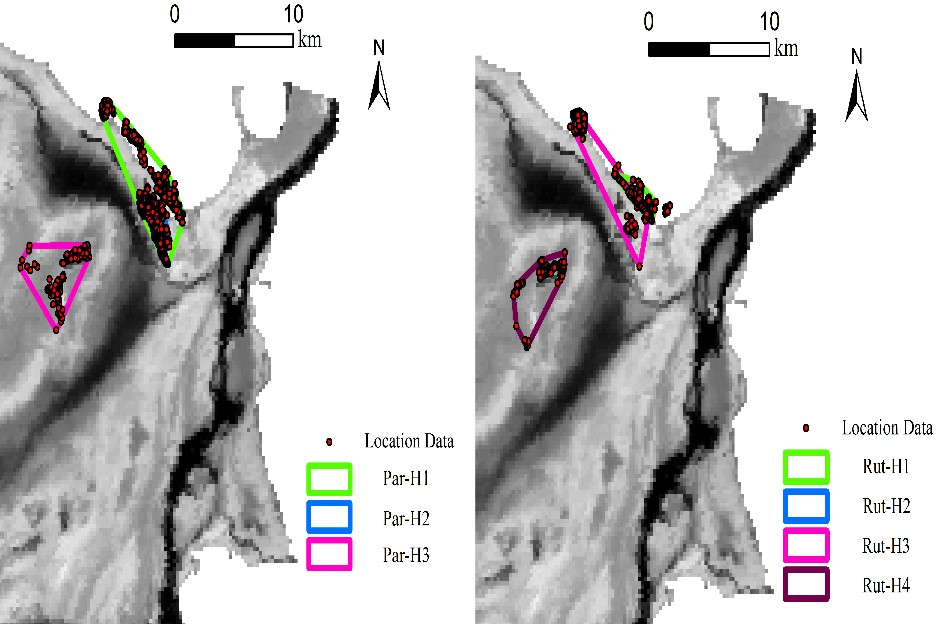 0 10
km
N
Location Data
Par-H1
Par-H2
Par-H3
0 10
km
N
Location Data
Rut-H1
Rut-H2
Rut-H3
Rut-H4